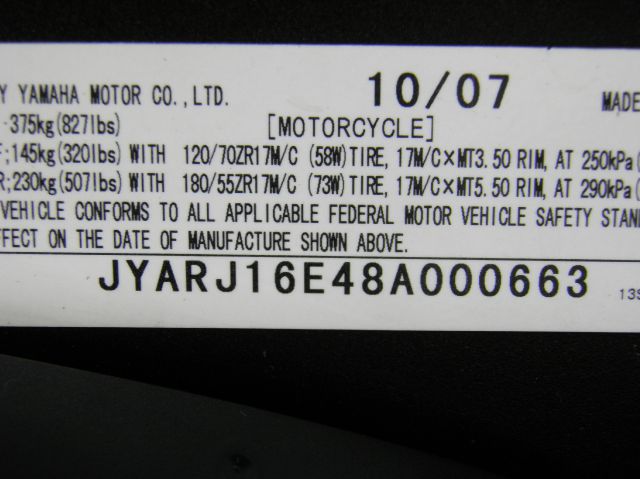 Y YAMAHA MOTOR CO.,LTD. 10/07 MADE
375kg(827lbs) [MOTORCYCLE]
F;145kg(320lbs) WITH 120/70ZR17M/C (58W) TIRE, 17M/C×MT3.50 RIM, AT 250kPa(
R;230kg(507lbs) WITH 180/55ZR17M/C (73W) TIRE, 17M/C×MT5.50 RIM, AT 290kPa(
VEHICLE CONFORMS TO ALL APPLICABLE FEDERAL MOTOR VEHICLE SAFETY STAN
EFFECT ON THE DATE OF MANUFACTURE SHOWN ABOVE.
JYARJ16E48A000663 13S